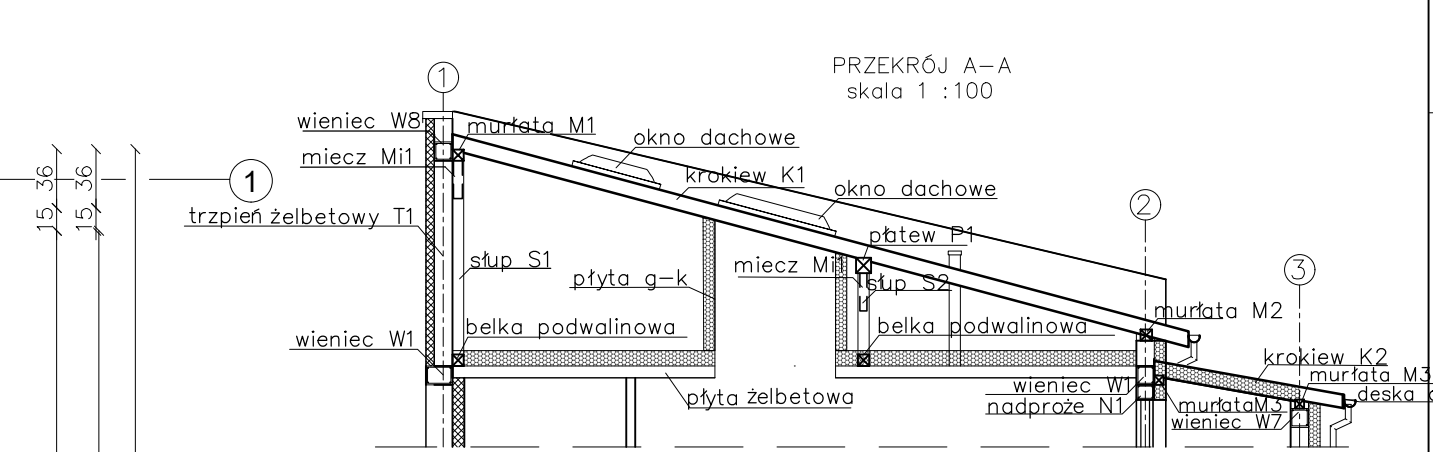 PRZEKRÓJ A-A
skala 1 :100
1
wieniec W8
murłata M1
okno dachowe
miecz Mi1
krokiew K1
okno dachowe
36
36
15
15
1
trzpień żelbetowy T1
2
płatew P1
słup S1
płyta g-k
miecz Mi1
słup S2
3
wieniec W1
belka podwalinowa
belka podwalinowa
murłata M2
krokiew K2
murłata M3
deska
płyta żelbetowa
wieniec W1
nadproże N1
murłataM3
wieniec W7